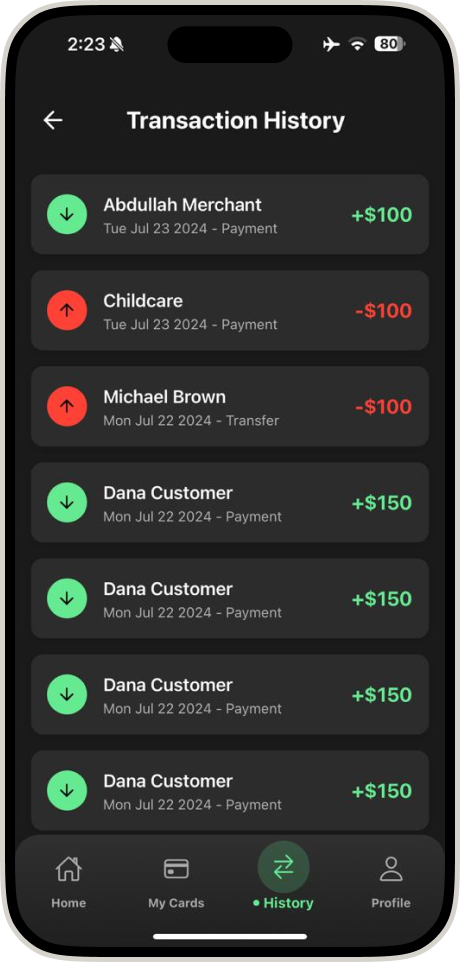 2:23
80
Transaction History
Abdullah Merchant
Tue Jul 23 2024 - Payment
+$100
Childcare
Tue Jul 23 2024 - Payment
-$100
Michael Brown
Mon Jul 22 2024 - Transfer
-$100
Dana Customer
Mon Jul 22 2024 - Payment
+$150
Dana Customer
Mon Jul 22 2024 - Payment
+$150
Dana Customer
Mon Jul 22 2024 - Payment
+$150
Dana Customer
Mon Jul 22 2024 - Payment
+$150
Home
My Cards
• History
Profile